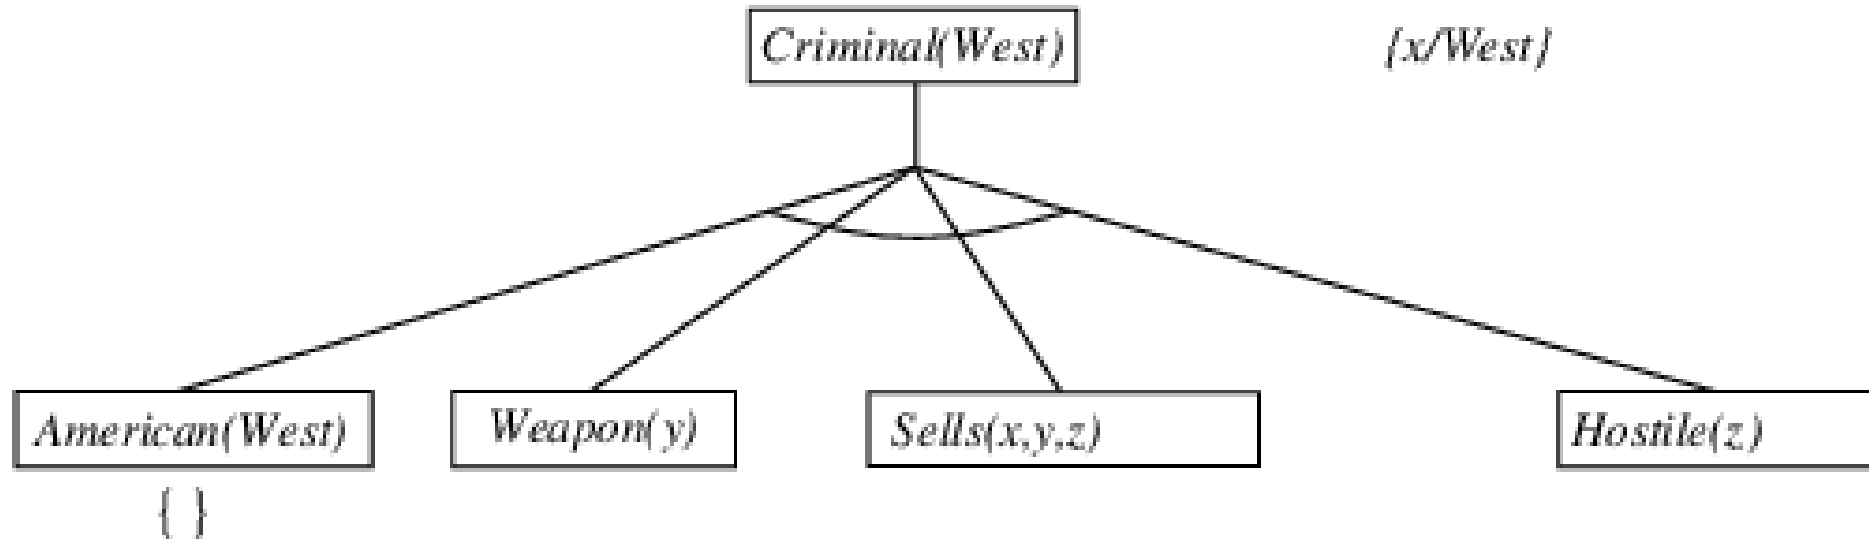 Criminal(West)
{x/West}
American(West)
Weapon(y)
Sells(x,y,z)
Hostile(z)
{ }